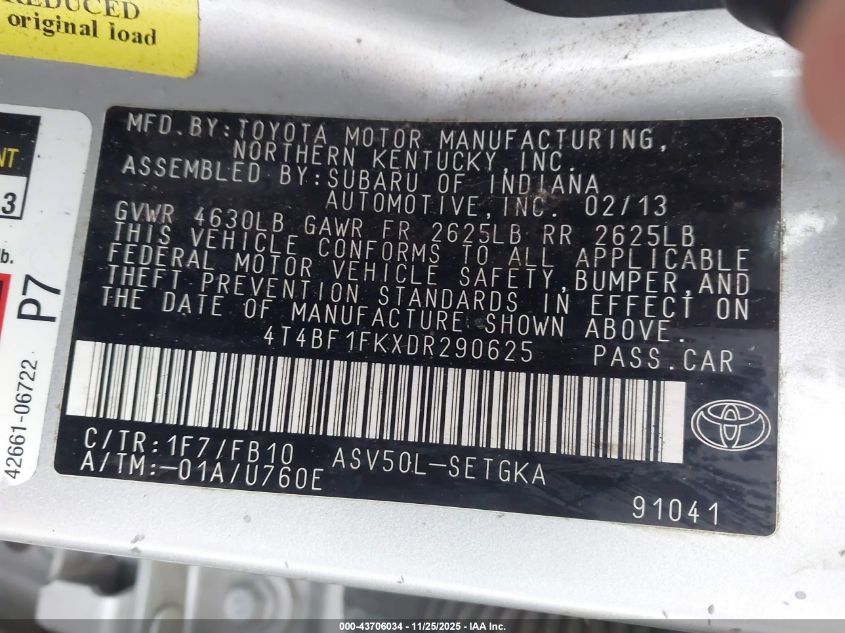 REDUCED
original load
NT
3
b.
P7
42661-06722
MFD.BY:TOYOTA MOTOR MANUFACTURING,
NORTHERN KENTUCKY,INC.
ASSEMBLED BY:SUBARU OF INDIANA
AUTOMOTIVE,INC. 02/13
GVWR 4630LB GAWR FR 2625LB RR 2625LB
THIS VEHICLE CONFORMS TO ALL APPLICABLE
FEDERAL MOTOR VEHICLE SAFETY,BUMPER,AND
THEFT PREVENTION STANDARDS IN EFFECT ON
THE DATE OF MANUFACTURE SHOWN ABOVE.
4T4BF1FKXDR290625 PASS.CAR
C/TR:1F7/FB10 ASV50L-SETGKA
A/TM:-01A/U760E
91041
000-43706034 - 11/25/2025 - IAA, Inc.